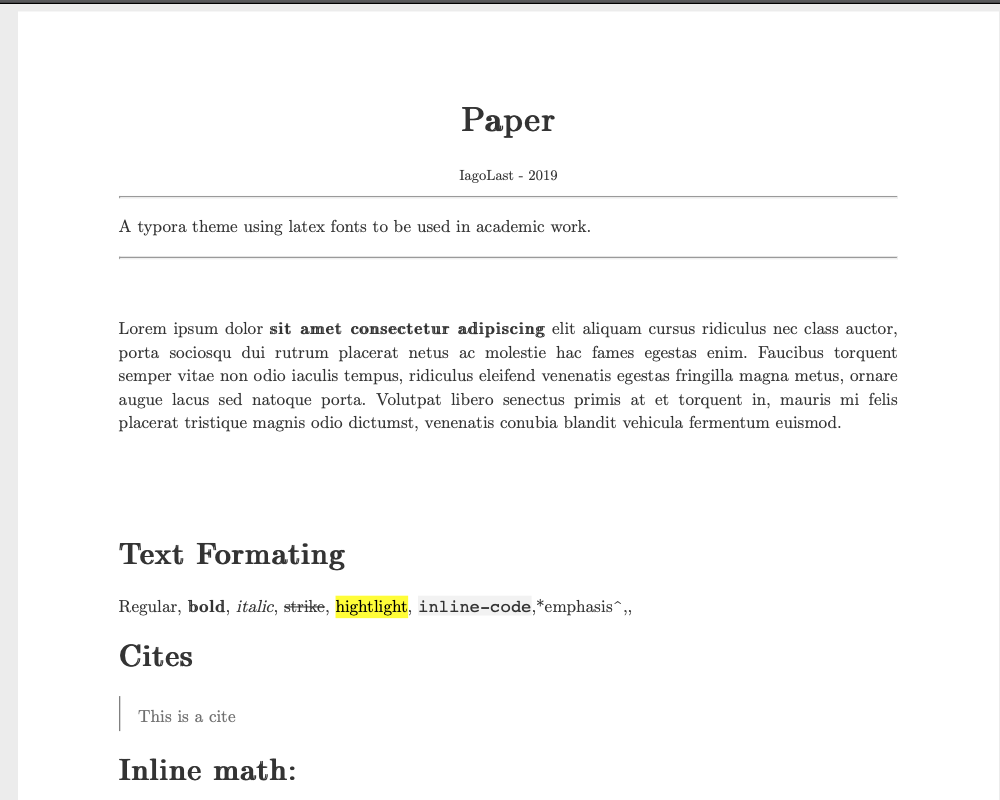 Paper
IagoLast - 2019
A typora theme using latex fonts to be used in academic work.
Lorem ipsum dolor sit amet consectetur adipiscing elit aliquam cursus ridiculus nec class auctor,
porta sociosqu dui rutrum placerat netus ac molestie hac fames egestas enim. Faucibus torquent
semper vitae non odio iaculis tempus, ridiculus eleifend venenatis egestas fringilla magna metus, ornare
augue lacus sed natoque porta. Volutpat libero senectus primis at et torquent in, mauris mi felis
placerat tristique magnis odio dictumst, venenatis conubia blandit vehicula fermentum euismod.
Text Formating
Regular, bold, italic, strike, hightlight, inline-code,*emphasis^,,
Cites
This is a cite
Inline math: